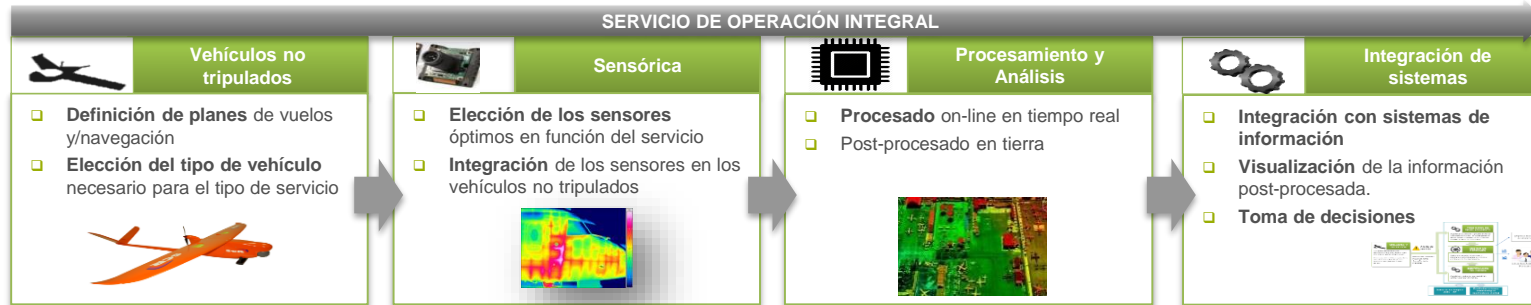 SERVICIO DE OPERACIÓN INTEGRAL
Vehículos no
tripulados
Definición de planes de vuelos
y/navegación
Elección del tipo de vehículo
necesario para el tipo de servicio
Sensórica
Elección de los sensores
óptimos en función del servicio
Integración de los sensores en los
vehículos no tripulados
Procesamiento y
Análisis
Procesado on-line en tiempo real
Post-procesado en tierra
Integración de
sistemas
Integración con sistemas de
información
Visualización de la información
post-procesada.
Toma de decisiones